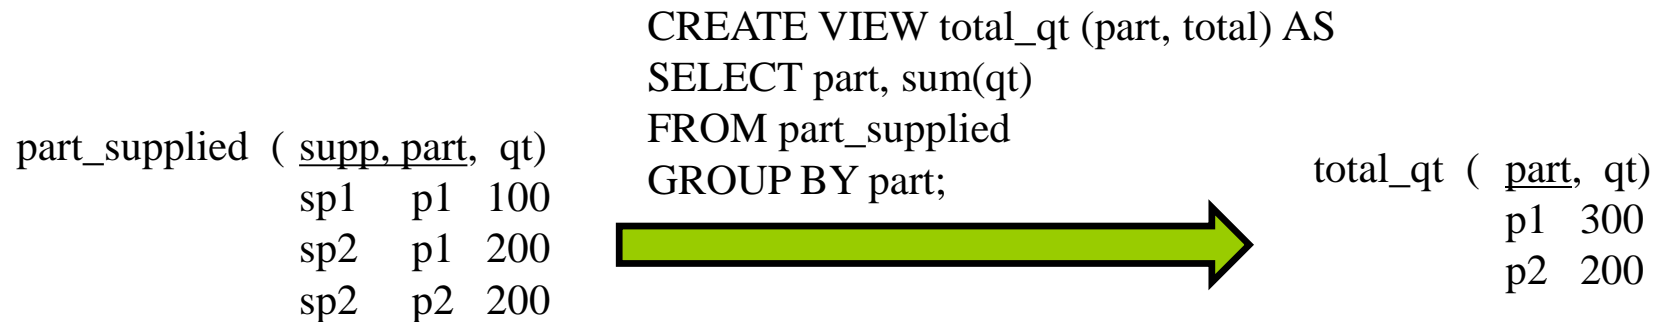 CREATE VIEW total_qt (part, total) AS
SELECT part, sum(qt)
FROM part_supplied
GROUP BY part;
part_supplied ( supp, part, qt)
sp1 p1 100
sp2 p1 200
sp2 p2 200
total_qt ( part, qt)
p1 300
p2 200